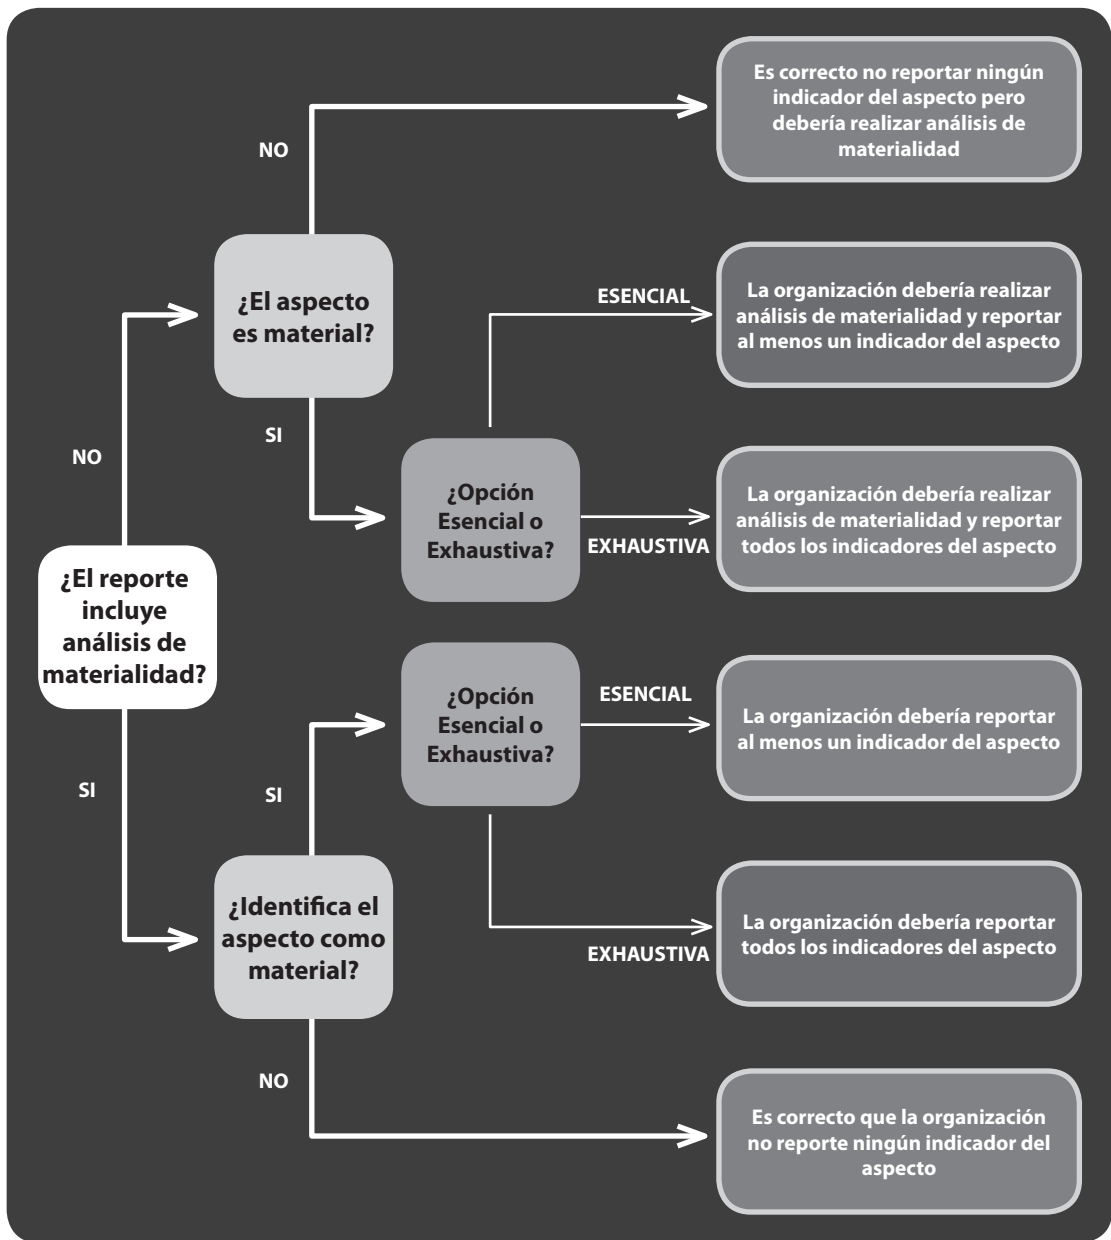 Es correcto no reportar ningún
indicador del aspecto pero
debería realizar análisis de
materialidad
NO
¿El aspecto
es material?
ESENCIAL
La organización debería realizar
análisis de materialidad y reportar
al menos un indicador del aspecto
SI
NO
¿Opción
Esencial o
Exhaustiva?
EXHAUSTIVA
La organización debería realizar
análisis de materialidad y reportar
todos los indicadores del aspecto
¿El reporte
incluye
análisis de
materialidad?
¿Opción
Esencial o
Exhaustiva?
ESENCIAL
La organización debería reportar
al menos un indicador del aspecto
SI
SI
¿Identifica el
aspecto como
material?
EXHAUSTIVA
La organización debería reportar
todos los indicadores del aspecto
NO
Es correcto que la organización
no reporte ningún indicador del
aspecto